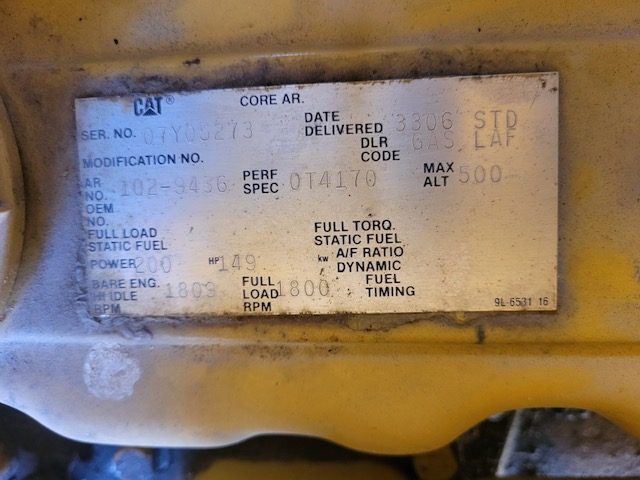 CAT® CORE AR.
SER. NO. 07Y05273 DATE DELIVERED 3306 STD
MODIFICATION NO. DLR CODE GAS LAF
AR NO. 102-9436 PERF SPEC 0T4170 MAX ALT 500
OEM NO.
FULL LOAD STATIC FUEL FULL TORQ. STATIC FUEL
POWER 200 HP 149 kw A/F RATIO DYNAMIC
BARE ENG. HI IDLE RPM 1809 FULL LOAD RPM 1800 FUEL TIMING
9L-6531 16